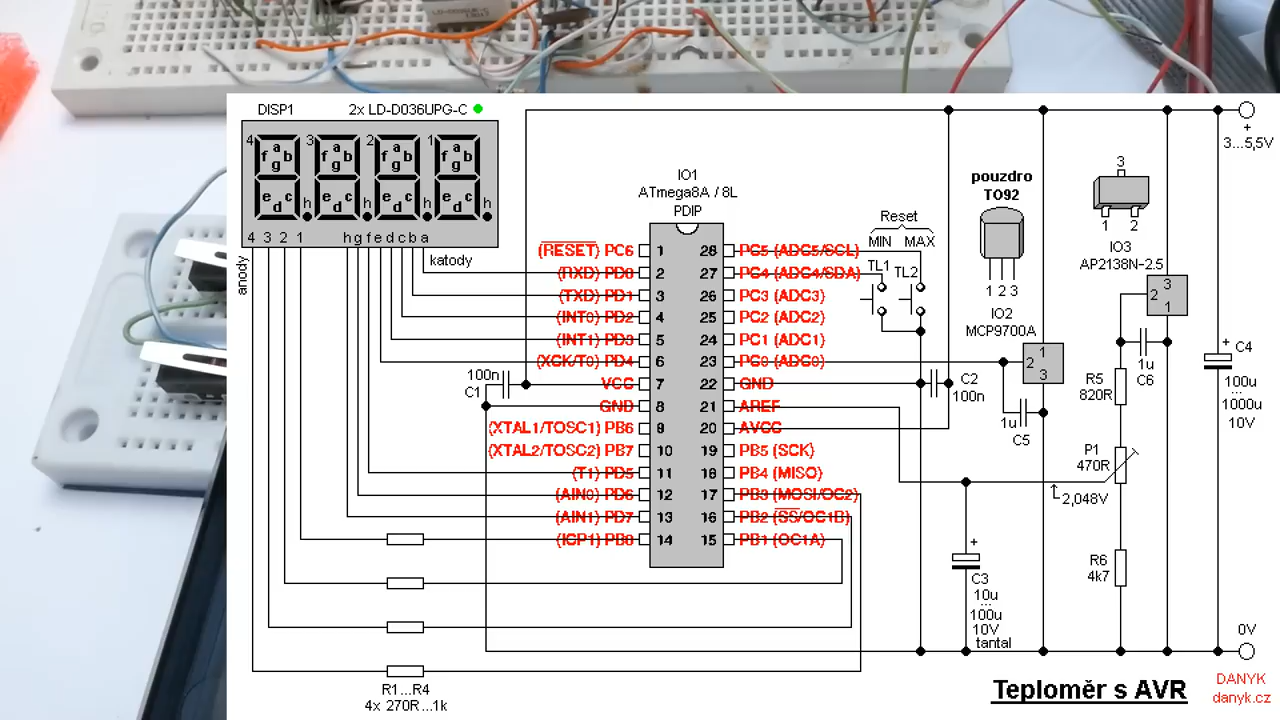 LD-D036UPG-C
DISP1 2x LD-D036UPG-C
4 3 2 1
a a a a
f b f b f b f b
g g g g
e c e c e c e c
d d d d
h h h h
4 3 2 1 h g f e d c b a
anody
katody
IO1
ATmega8A / 8L
PDIP
(RESET) PC6 1 28 PC5 (ADC5/SCL)
(RXD) PD0 2 27 PC4 (ADC4/SDA)
(TXD) PD1 3 26 PC3 (ADC3)
(INT0) PD2 4 25 PC2 (ADC2)
(INT1) PD3 5 24 PC1 (ADC1)
(XCK/T0) PD4 6 23 PC0 (ADC0)
VCC 7 22 GND
GND 8 21 AREF
(XTAL1/TOSC1) PB6 9 20 AVCC
(XTAL2/TOSC2) PB7 10 19 PB5 (SCK)
(T1) PD5 11 18 PB4 (MISO)
(AIN0) PD6 12 17 PB3 (MOSI/OC2)
(AIN1) PD7 13 16 PB2 (SS/OC1B)
(ICP1) PB0 14 15 PB1 (OC1A)
100n
C1
R1...R4
4x 270R...1k
Reset
MIN MAX
TL1 TL2
C2
100n
pouzdro
TO92
1 2 3
IO2
MCP9700A
1
2
3
1u
C5
3
1 2
IO3
AP2138N-2.5
3
2
1
1u
C6
R5
820R
P1
470R
2,048V
R6
4k7
+
C3
10u
...
100u
10V
tantal
+
C4
100u
...
1000u
10V
+
3...5,5V
0V
Teploměr s AVR
DANYK
danyk.cz